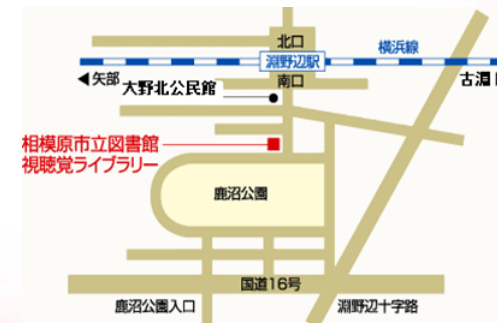 北口
横浜線
淵野辺駅
◀矢部
南口
古淵
大野北公民館
相模原市立図書館
視聴覚ライブラリー
鹿沼公園
国道16号
鹿沼公園入口
淵野辺十字路